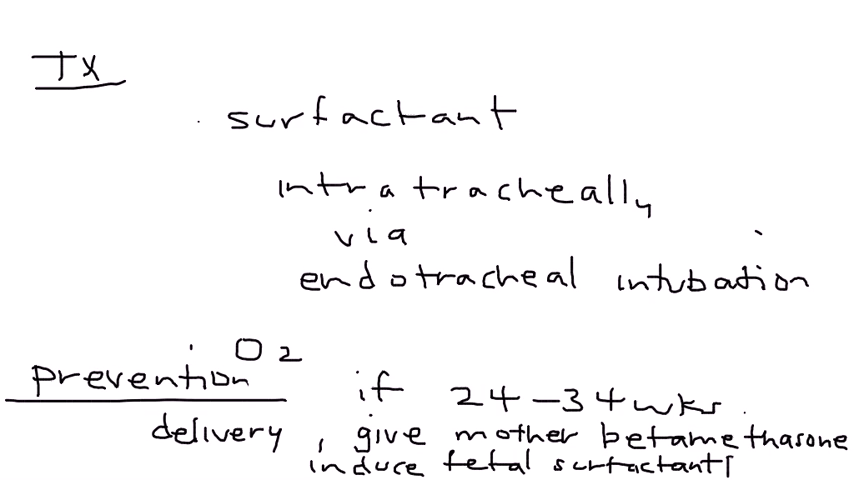 Tx
surfactant
intratracheally
via
endotracheal intubation
O2
prevention if 24-34wks
delivery, give mother betamethasone
induce fetal surfactant